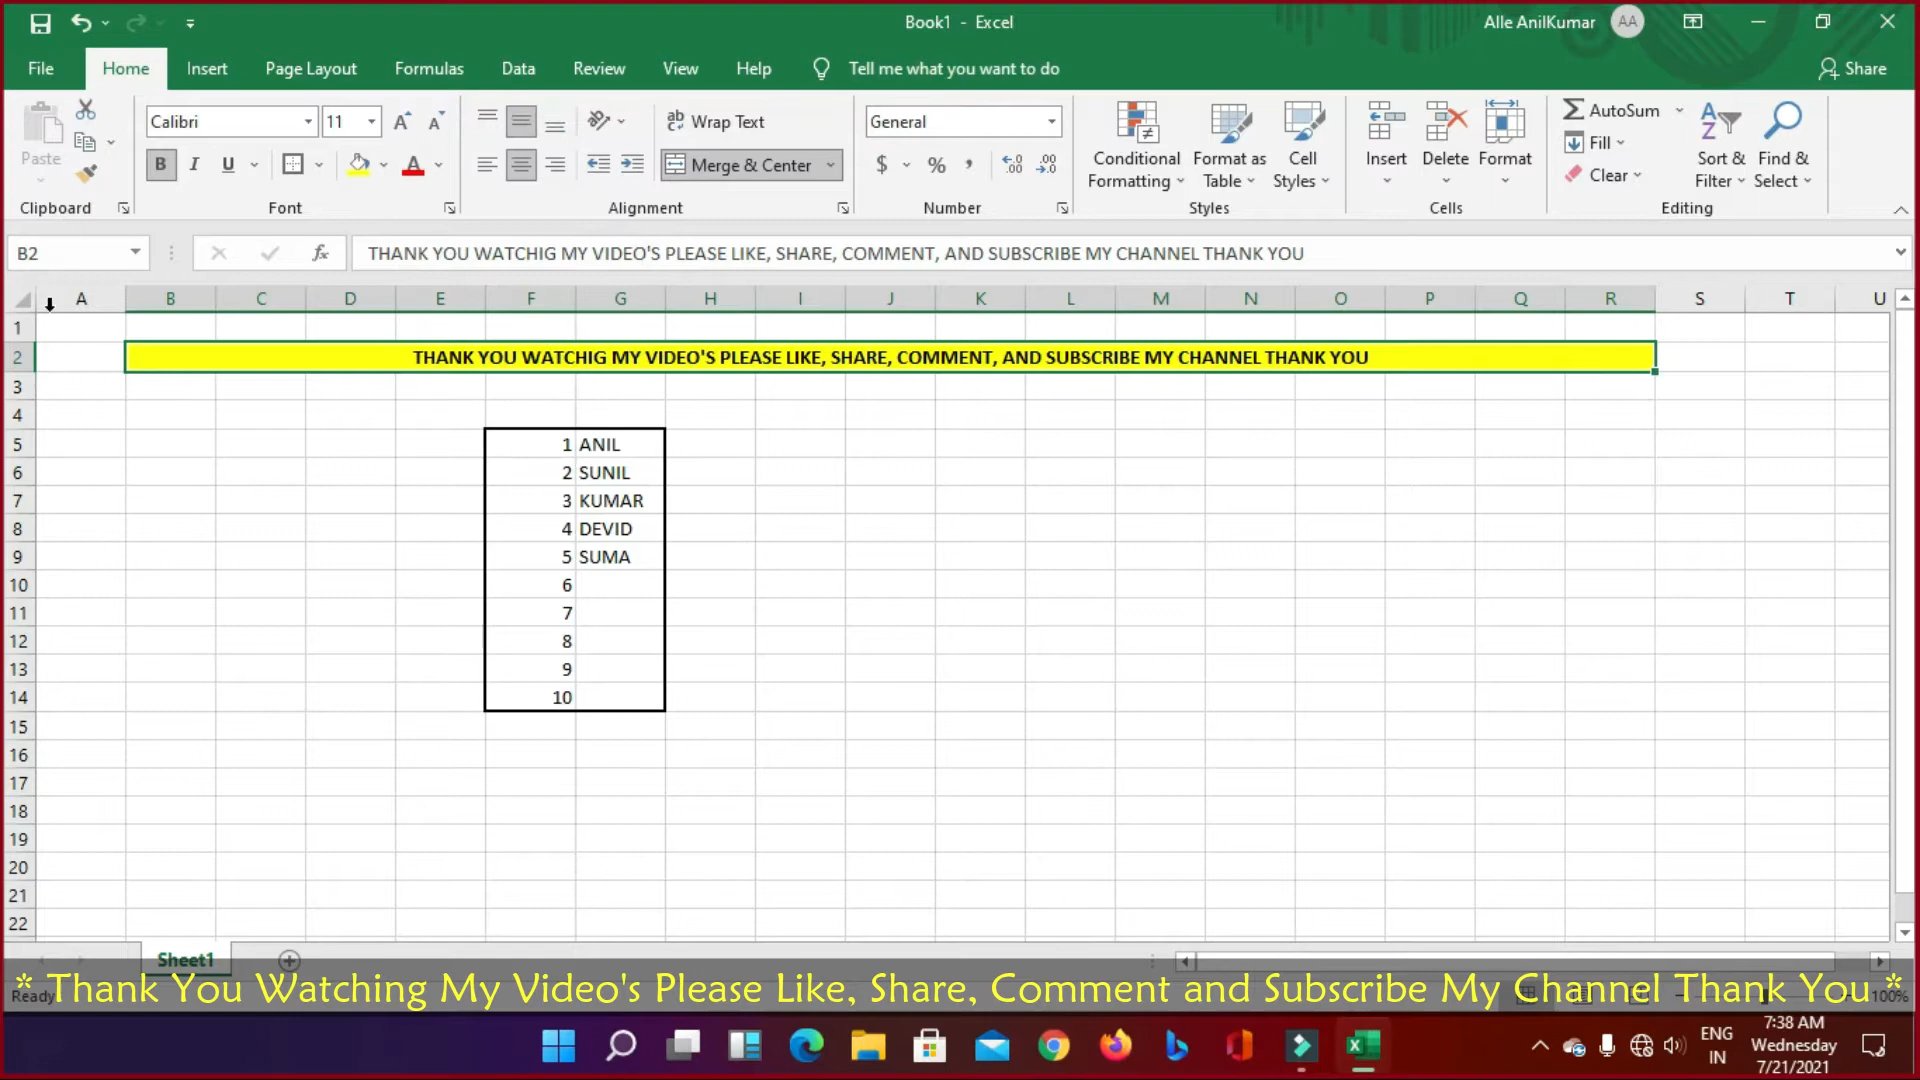 Book1 - Excel
Alle AnilKumar AA
File Home Insert Page Layout Formulas Data Review View Help Tell me what you want to do Share
Paste
Clipboard
Calibri 11
B I U A
Font
Wrap Text
Merge & Center
Alignment
General
$ % ,
Number
Conditional Formatting
Format as Table
Cell Styles
Styles
Insert
Delete
Format
Cells
AutoSum
Fill
Clear
Sort & Filter
Find & Select
Editing
B2 fx THANK YOU WATCHIG MY VIDEO'S PLEASE LIKE, SHARE, COMMENT, AND SUBSCRIBE MY CHANNEL THANK YOU
A B C D E F G H I J K L M N O P Q R S T U
1
2 THANK YOU WATCHIG MY VIDEO'S PLEASE LIKE, SHARE, COMMENT, AND SUBSCRIBE MY CHANNEL THANK YOU
3
4
5 1 ANIL
6 2 SUNIL
7 3 KUMAR
8 4 DEVID
9 5 SUMA
10 6
11 7
12 8
13 9
14 10
15
16
17
18
19
20
21
22
Sheet1
* Thank You Watching My Video's Please Like, Share, Comment and Subscribe My Channel Thank You *
Ready 100%
ENG
IN
7:38 AM
Wednesday
7/21/2021